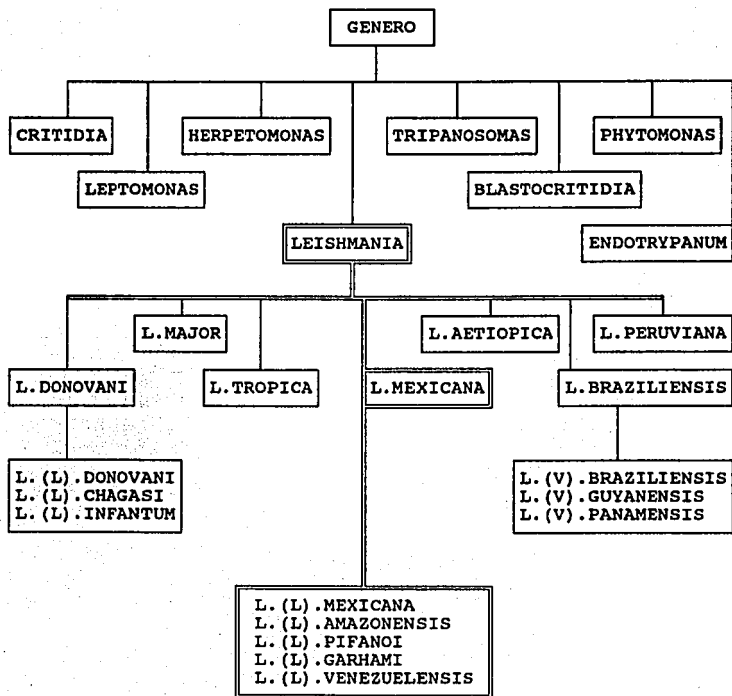 GENERO
CRITIDIA
HERPETOMONAS
TRIPANOSOMAS
PHYTOMONAS
LEPTOMONAS
BLASTOCRITIDIA
LEISHMANIA
ENDOTRYPANUM
L.MAJOR
L.AETIOPICA
L.PERUVIANA
L.DONOVANI
L.TROPICA
L.MEXICANA
L.BRAZILIENSIS
L.(L).DONOVANI
L.(L).CHAGASI
L.(L).INFANTUM
L.(V).BRAZILIENSIS
L.(V).GUYANENSIS
L.(V).PANAMENSIS
L.(L).MEXICANA
L.(L).AMAZONENSIS
L.(L).PIFANOI
L.(L).GARHAMI
L.(L).VENEZUELENSIS